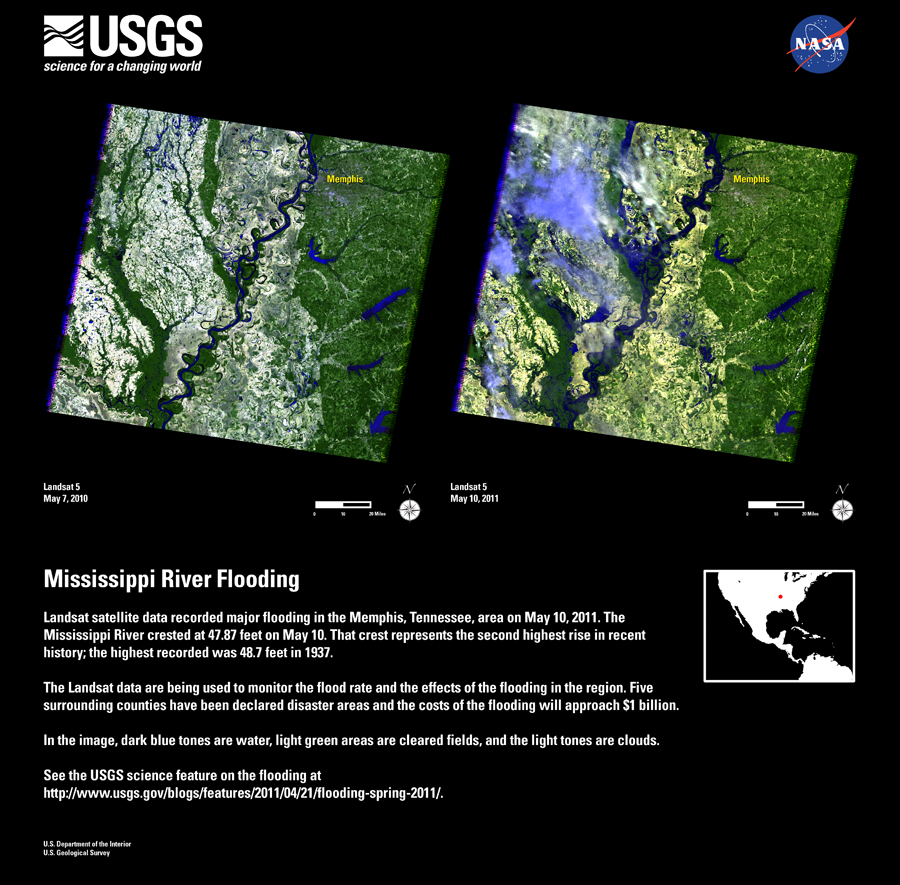 USGS
science for a changing world
NASA
Memphis
Memphis
Landsat 5
May 7, 2010
N
0 10 20 Miles
Landsat 5
May 10, 2011
N
0 10 20 Miles
Mississippi River Flooding
Landsat satellite data recorded major flooding in the Memphis, Tennessee, area on May 10, 2011. The
Mississippi River crested at 47.87 feet on May 10. That crest represents the second highest rise in recent
history; the highest recorded was 48.7 feet in 1937.
The Landsat data are being used to monitor the flood rate and the effects of the flooding in the region. Five
surrounding counties have been declared disaster areas and the costs of the flooding will approach $1 billion.
In the image, dark blue tones are water, light green areas are cleared fields, and the light tones are clouds.
See the USGS science feature on the flooding at
http://www.usgs.gov/blogs/features/2011/04/21/flooding-spring-2011/.
U.S. Department of the Interior
U.S. Geological Survey